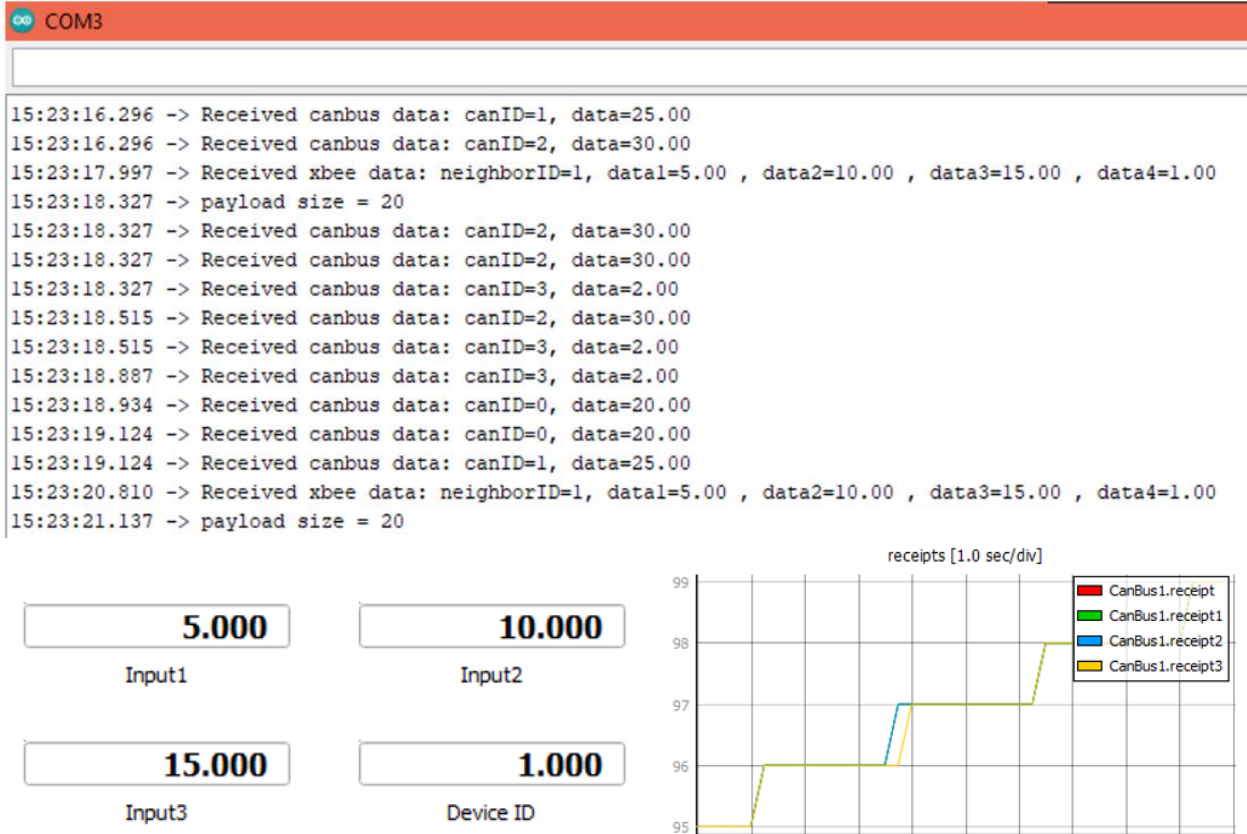 COM3
15:23:16.296 -> Received canbus data: canID=1, data=25.00
15:23:16.296 -> Received canbus data: canID=2, data=30.00
15:23:17.997 -> Received xbee data: neighborID=1, data1=5.00 , data2=10.00 , data3=15.00 , data4=1.00
15:23:18.327 -> payload size = 20
15:23:18.327 -> Received canbus data: canID=2, data=30.00
15:23:18.327 -> Received canbus data: canID=2, data=30.00
15:23:18.327 -> Received canbus data: canID=3, data=2.00
15:23:18.515 -> Received canbus data: canID=2, data=30.00
15:23:18.515 -> Received canbus data: canID=3, data=2.00
15:23:18.887 -> Received canbus data: canID=3, data=2.00
15:23:18.934 -> Received canbus data: canID=0, data=20.00
15:23:19.124 -> Received canbus data: canID=0, data=20.00
15:23:19.124 -> Received canbus data: canID=1, data=25.00
15:23:20.810 -> Received xbee data: neighborID=1, data1=5.00 , data2=10.00 , data3=15.00 , data4=1.00
15:23:21.137 -> payload size = 20
5.000
Input1
10.000
Input2
15.000
Input3
1.000
Device ID
receipts [1.0 sec/div]
99
98
97
96
95
CanBus1.receipt
CanBus1.receipt1
CanBus1.receipt2
CanBus1.receipt3